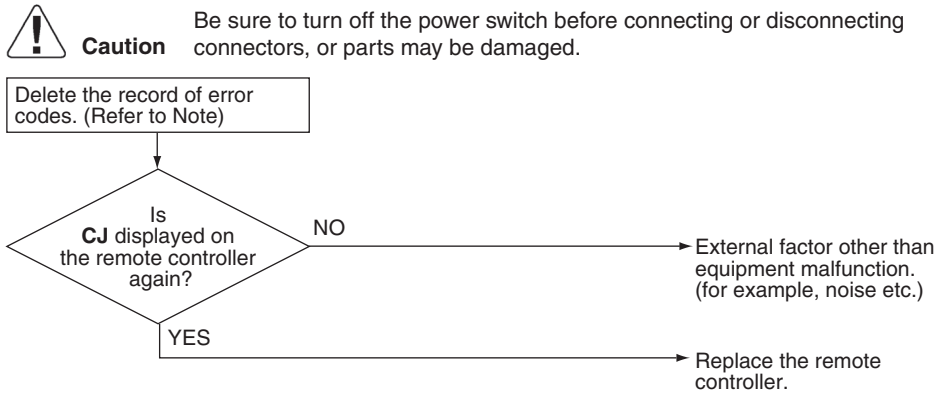 Be sure to turn off the power switch before connecting or disconnecting
Caution connectors, or parts may be damaged.
Delete the record of error
codes. (Refer to Note)
Is
CJ displayed on
the remote controller
again?
NO
External factor other than
equipment malfunction.
(for example, noise etc.)
YES
Replace the remote
controller.